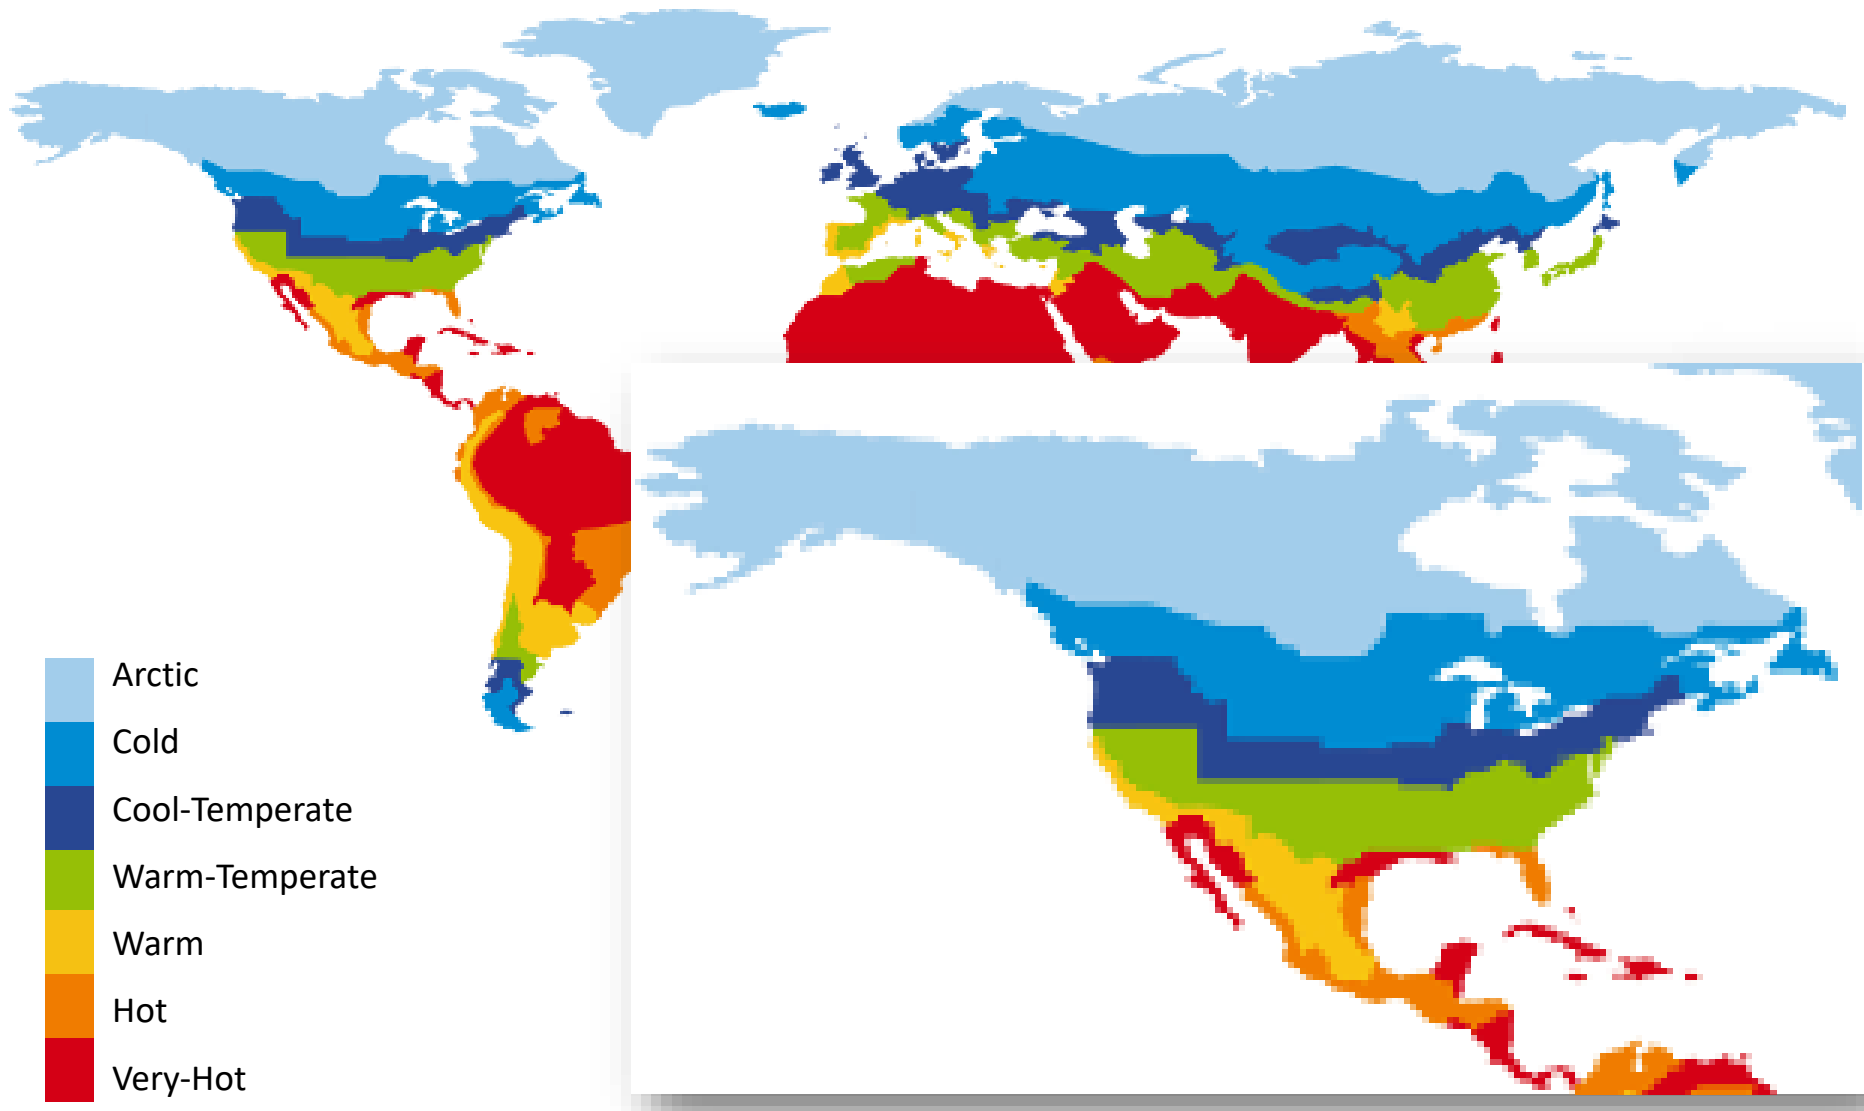 Arctic
Cold
Cool-Temperate
Warm-Temperate
Warm
Hot
Very-Hot